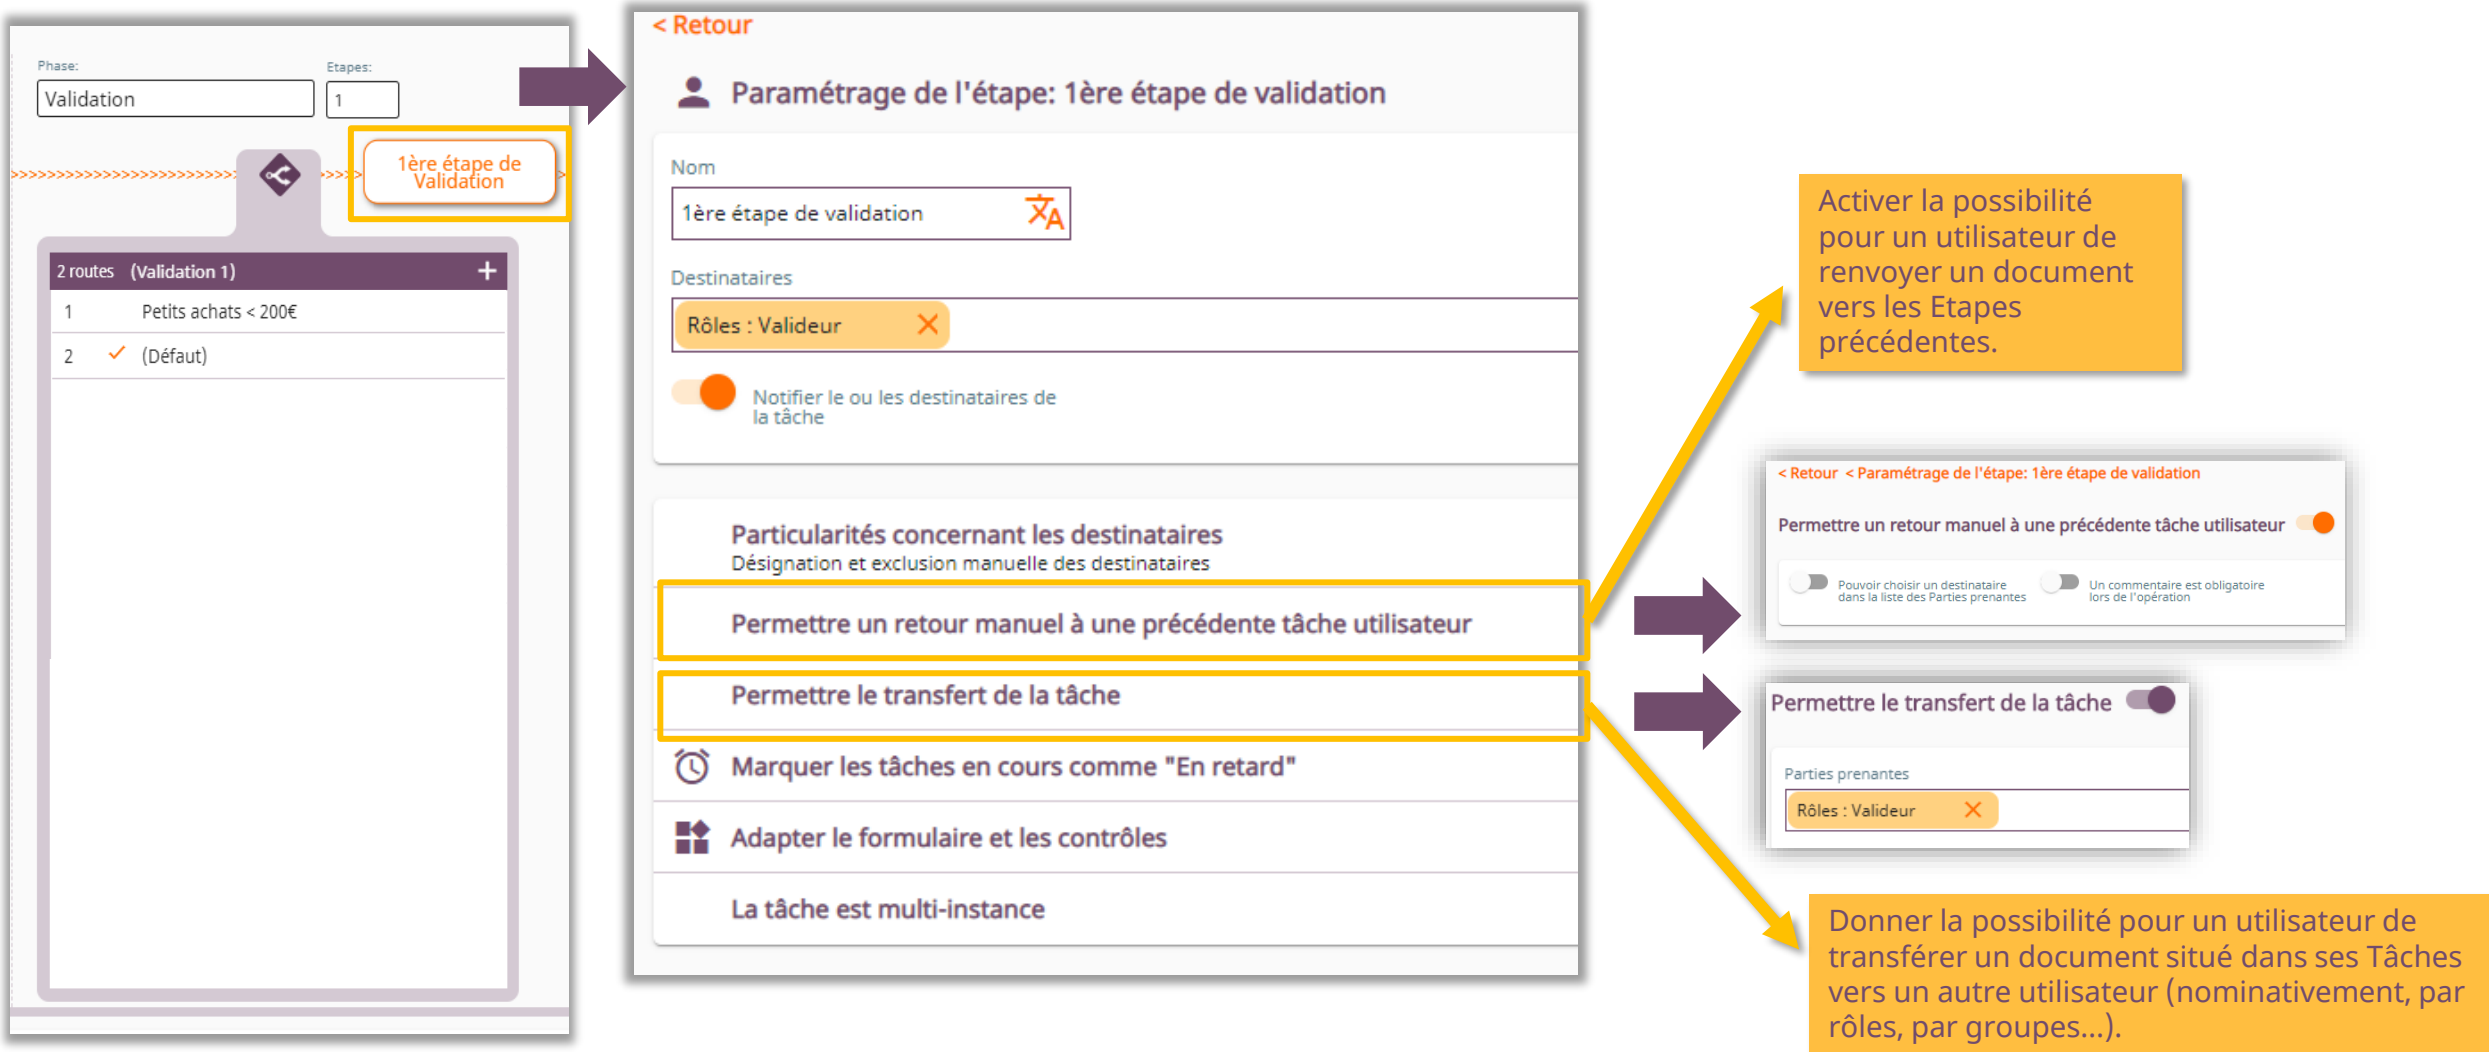 Phase:
Etapes:
Validation
1
1ère étape de
Validation
2 routes (Validation 1) +
1 Petits achats < 200€
2 (Défaut)
< Retour
Paramétrage de l'étape: 1ère étape de validation
Nom
1ère étape de validation
Destinataires
Rôles : Valideur
Notifier le ou les destinataires de
la tâche
Particularités concernant les destinataires
Désignation et exclusion manuelle des destinataires
Permettre un retour manuel à une précédente tâche utilisateur
Permettre le transfert de la tâche
Marquer les tâches en cours comme "En retard"
Adapter le formulaire et les contrôles
La tâche est multi-instance
Activer la possibilité
pour un utilisateur de
renvoyer un document
vers les Etapes
précédentes.
< Retour < Paramétrage de l'étape: 1ère étape de validation
Permettre un retour manuel à une précédente tâche utilisateur
Pouvoir choisir un destinataire
dans la liste des Parties prenantes
Un commentaire est obligatoire
lors de l'opération
Permettre le transfert de la tâche
Parties prenantes
Rôles : Valideur
Donner la possibilité pour un utilisateur de
transférer un document situé dans ses Tâches
vers un autre utilisateur (nominativement, par
rôles, par groupes...).